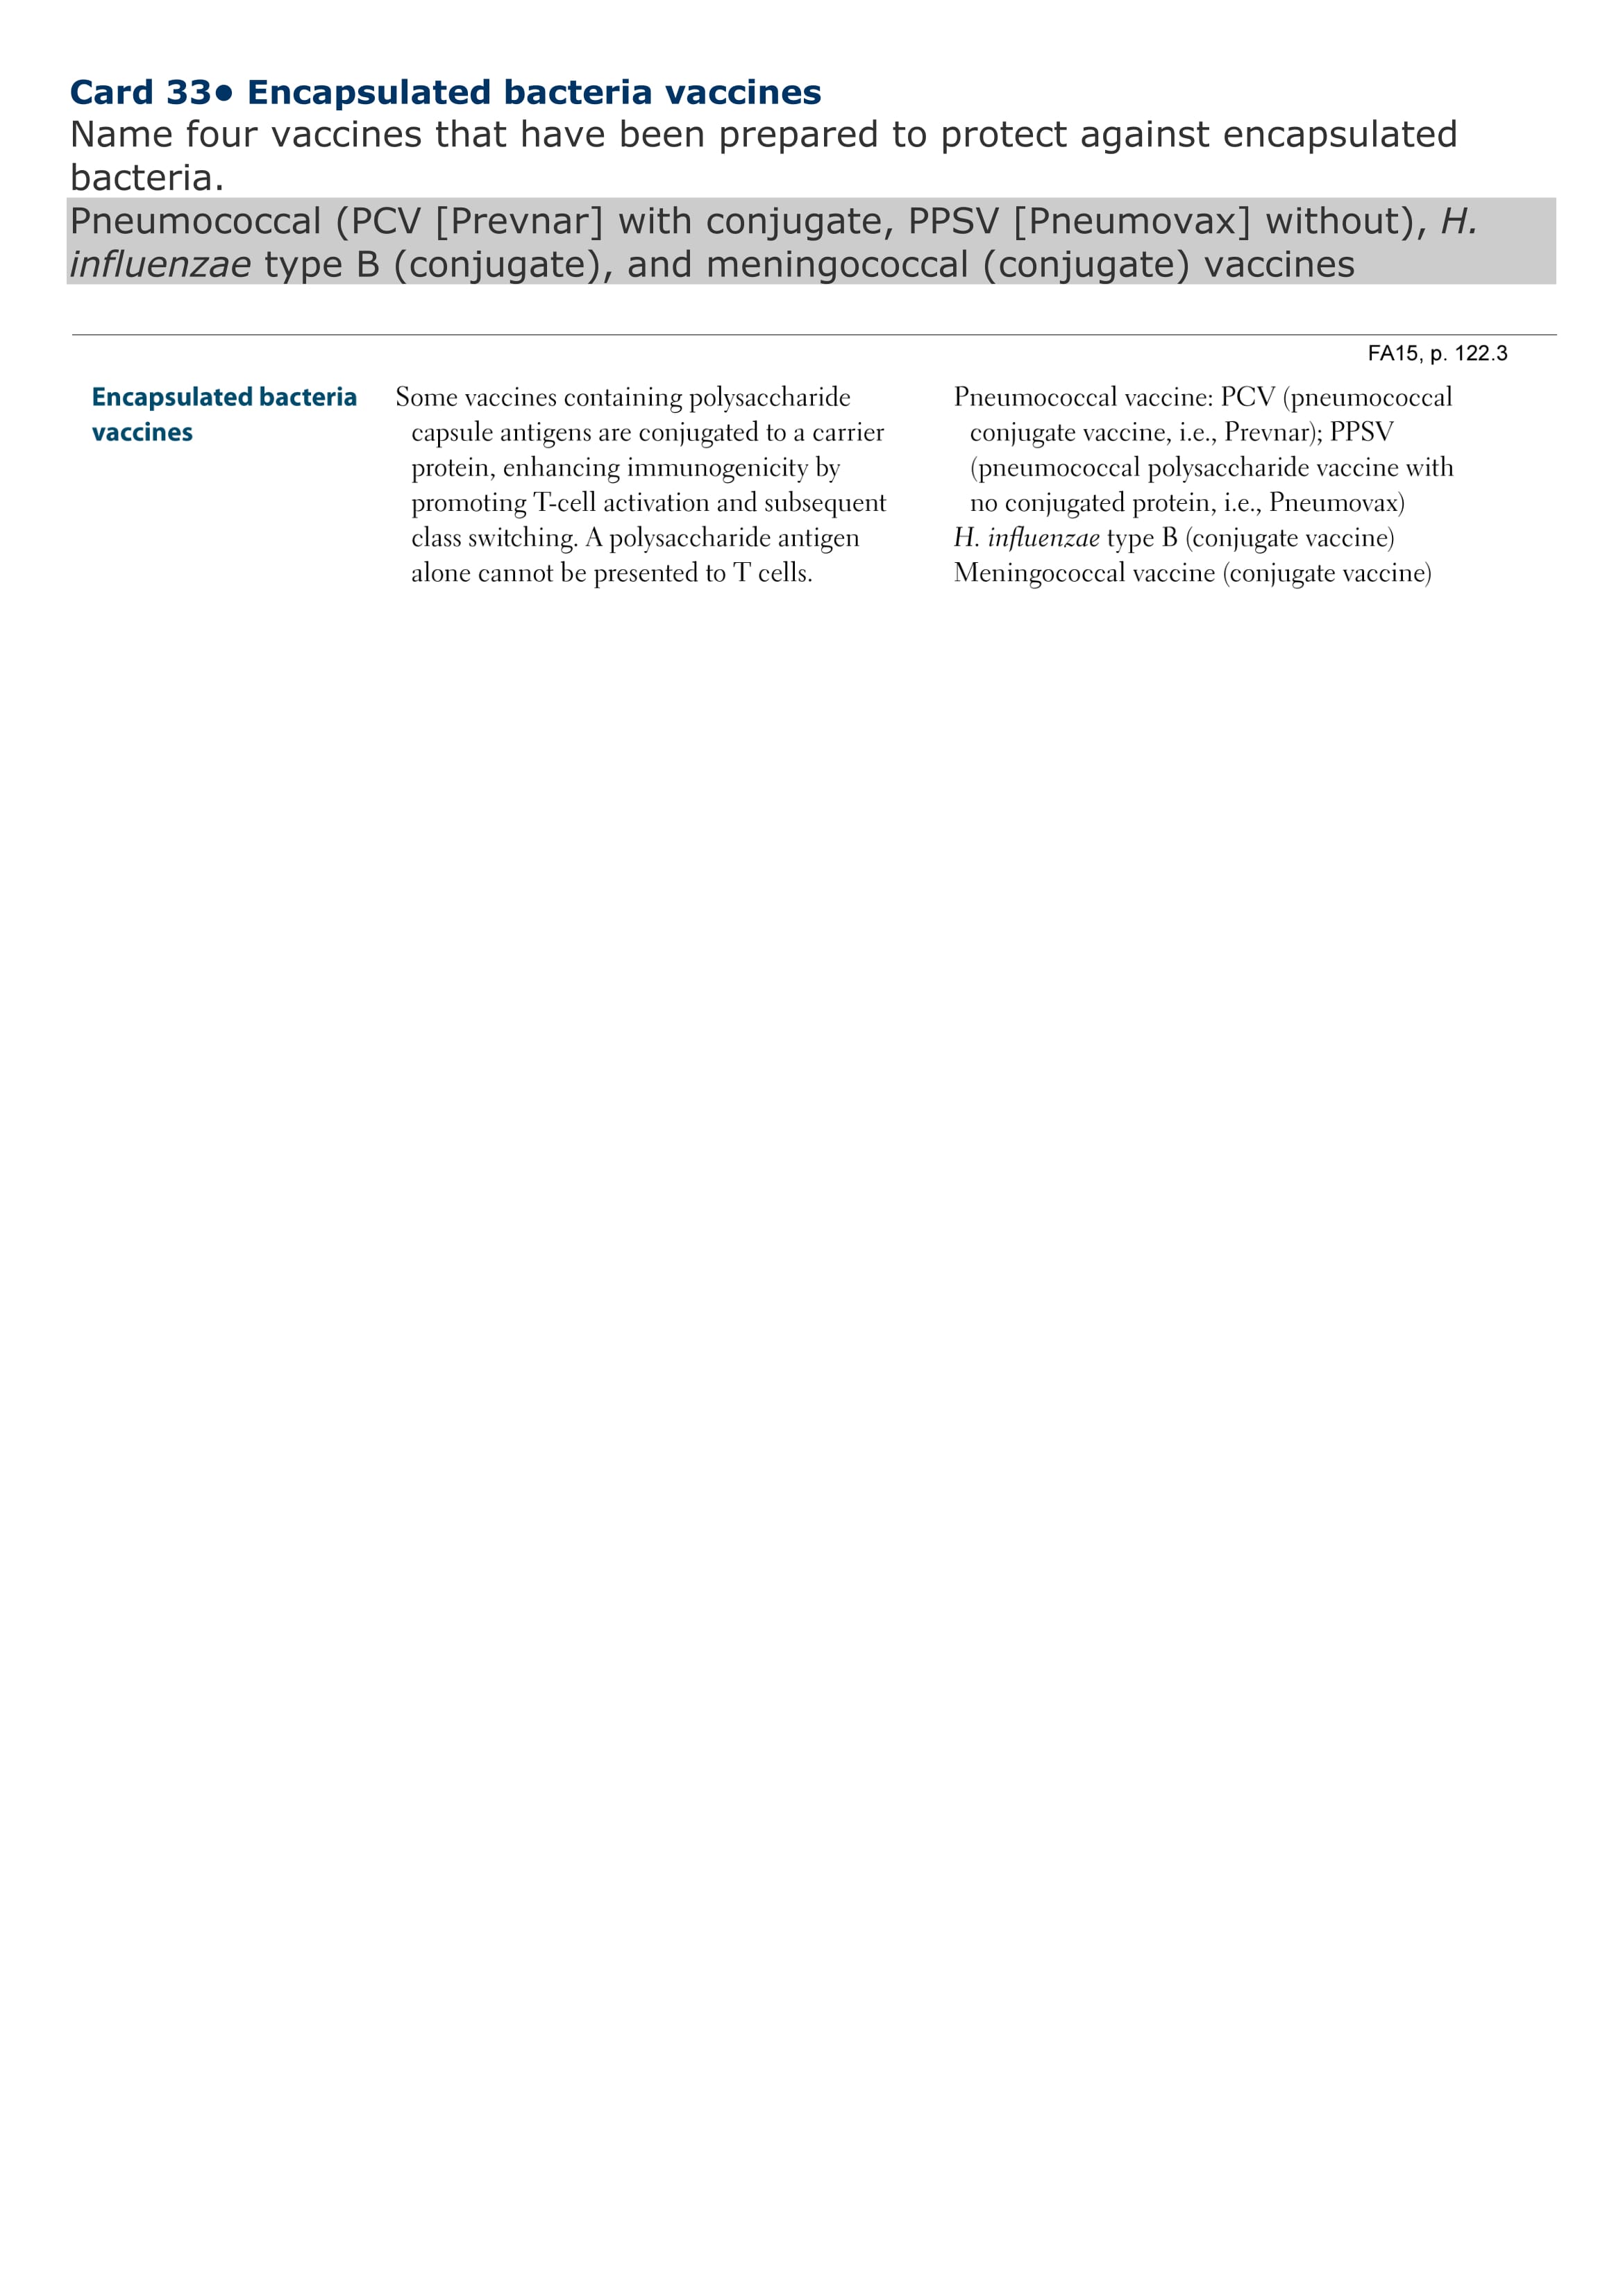 Card 33● Encapsulated bacteria vaccines
Name four vaccines that have been prepared to protect against encapsulated
bacteria.
Pneumococcal (PCV [Prevnar] with conjugate, PPSV [Pneumovax] without), H.
influenzae type B (conjugate), and meningococcal (conjugate) vaccines
FA15, p. 122.3
Encapsulated bacteria
vaccines
Some vaccines containing polysaccharide
capsule antigens are conjugated to a carrier
protein, enhancing immunogenicity by
promoting T-cell activation and subsequent
class switching. A polysaccharide antigen
alone cannot be presented to T cells.
Pneumococcal vaccine: PCV (pneumococcal
conjugate vaccine, i.e., Prevnar); PPSV
(pneumococcal polysaccharide vaccine with
no conjugated protein, i.e., Pneumovax)
H. influenzae type B (conjugate vaccine)
Meningococcal vaccine (conjugate vaccine)